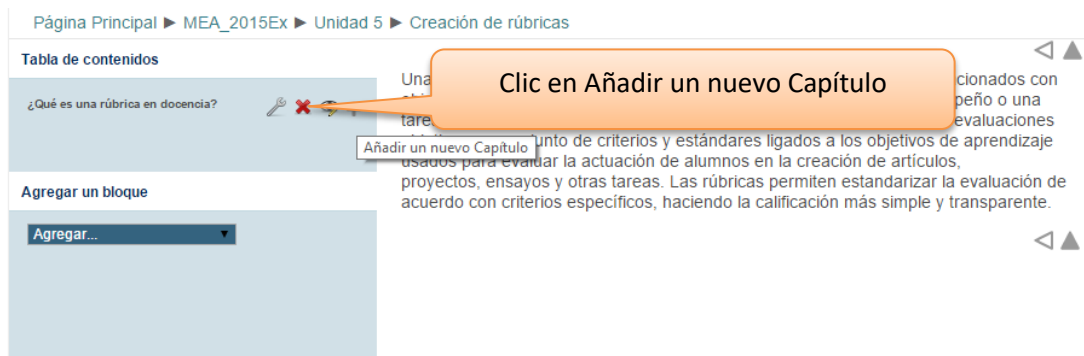 Página Principal ► MEA_2015Ex ► Unidad 5 ► Creación de rúbricas
Tabla de contenidos
¿Qué es una rúbrica en docencia?
Añadir un nuevo Capítulo
Agregar un bloque
Agregar...
Clic en Añadir un nuevo Capítulo
Una cionados con
peño o una
evaluaciones
unto de criterios y estándares ligados a los objetivos de aprendizaje
usados para evaluar la actuación de alumnos en la creación de artículos,
proyectos, ensayos y otras tareas. Las rúbricas permiten estandarizar la evaluación de
acuerdo con criterios específicos, haciendo la calificación más simple y transparente.